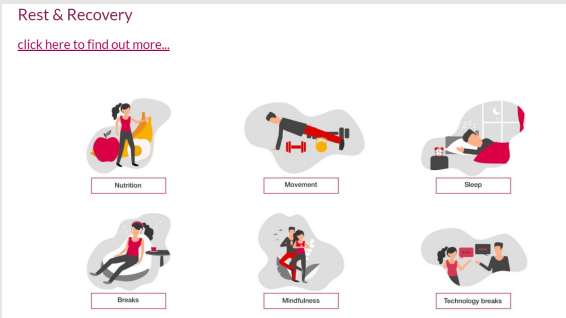 Rest & Recovery
click here to find out more...
Nutrition
Movement
Sleep
Breaks
Mindfulness
Technology breaks